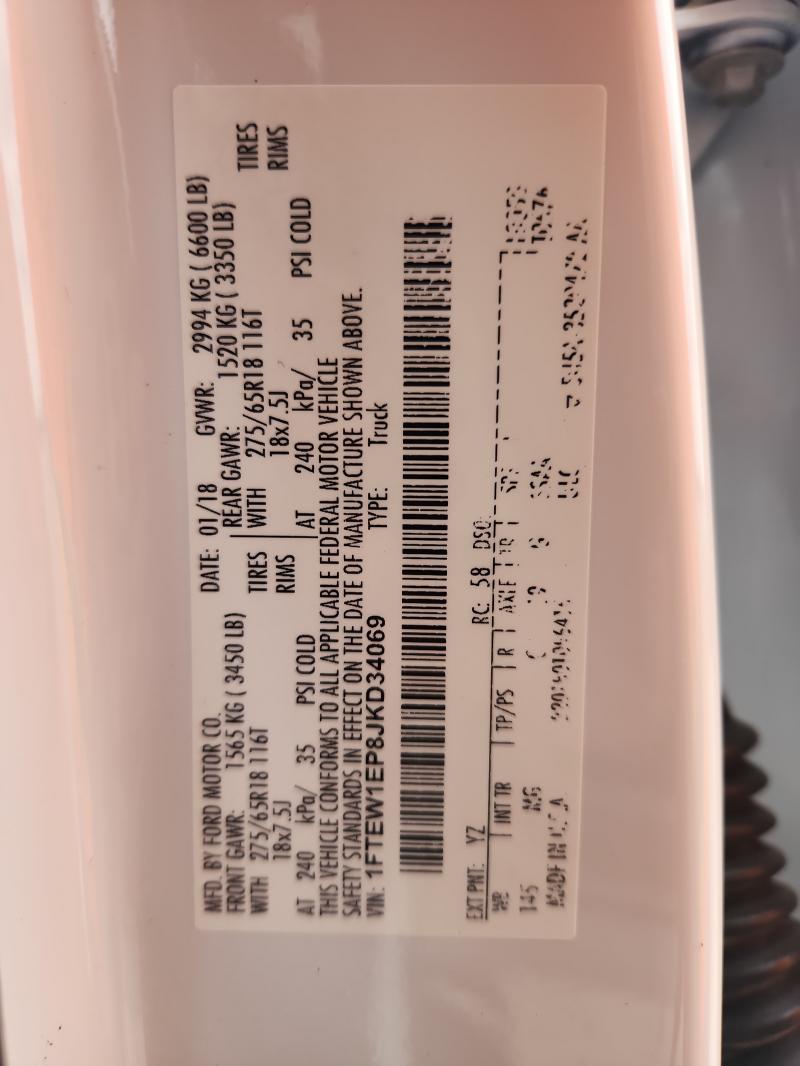 MFD. BY FORD MOTOR CO.
DATE: 01/18 GVWR: 2994 KG ( 6600 LB)
FRONT GAWR: 1565 KG ( 3450 LB)
REAR GAWR: 1520 KG ( 3350 LB)
WITH 275/65R18 116T TIRES
WITH 275/65R18 116T TIRES
18x7.5J RIMS
18x7.5J RIMS
AT 240 kPa/ 35 PSI COLD
AT 240 kPa/ 35 PSI COLD
THIS VEHICLE CONFORMS TO ALL APPLICABLE FEDERAL MOTOR VEHICLE
SAFETY STANDARDS IN EFFECT ON THE DATE OF MANUFACTURE SHOWN ABOVE.
VIN: 1FTEW1EP8JKD34069 TYPE: Truck
EXT PNT: YZ RC: 58 DSO:
WB INT TR TP/PS R AXLE
145
MADE IN U.S.A